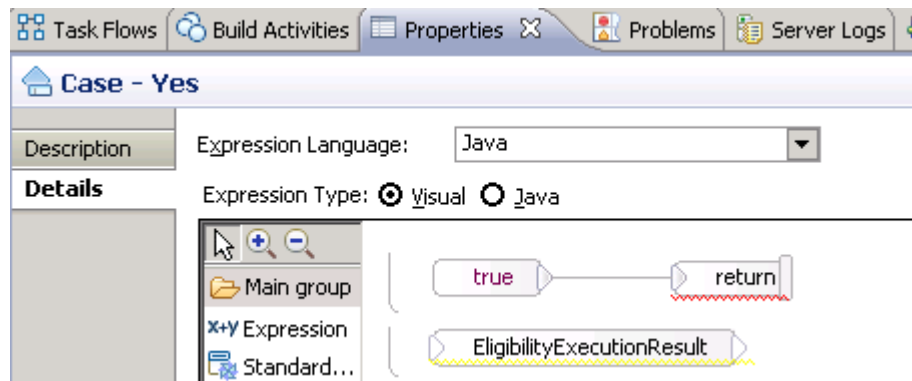 Task Flows Build Activities Properties Problems Server Logs
Case - Yes
Description
Details
Expression Language: Java
Expression Type: Visual Java
Main group
x+y Expression
Standard...
true return
EligibilityExecutionResult